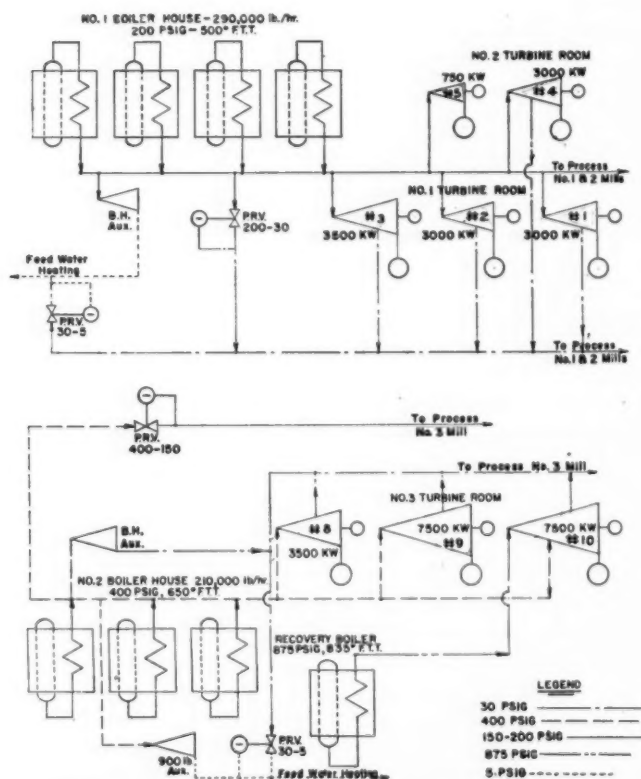 NO. 1 BOILER HOUSE - 290,000 lb./hr.
200 PSIG - 500° F.T.T.
NO. 2 TURBINE ROOM
750 KW
3000 KW
#5
#4
To Process
No. 1 & 2 Mills
NO. 1 TURBINE ROOM
B.H.
Aux.
P.R.V.
200-30
#3
3500 KW
#2
3000 KW
#1
3000 KW
Feed Water
Heating
P.R.V.
30-5
To Process
No. 1 & 2 Mills
P.R.V.
400-150
To Process
No. 3 Mill
To Process No. 3 Mill
NO. 3 TURBINE ROOM
B.H.
Aux.
#8
3500 KW
7500 KW
#9
7500 KW
#10
NO. 2 BOILER HOUSE 210,000 lb/hr.
400 PSIG, 650° F.T.T.
RECOVERY BOILER
875 PSIG, 835° F.T.T.
900 lb
Aux.
P.R.V.
30-5
Feed Water Heating
LEGEND
30 PSIG
400 PSIG
150-200 PSIG
875 PSIG
5-PSIG